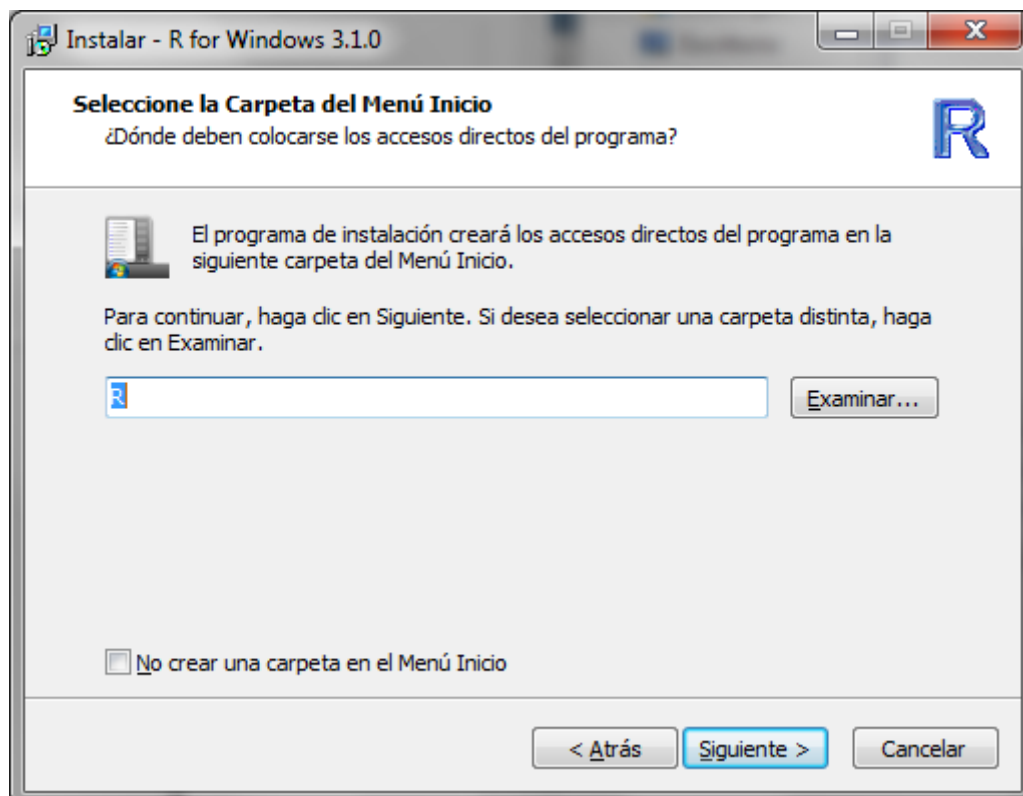 Instalar - R for Windows 3.1.0
Seleccione la Carpeta del Menú Inicio
¿Dónde deben colocarse los accesos directos del programa?
R
El programa de instalación creará los accesos directos del programa en la
siguiente carpeta del Menú Inicio.
Para continuar, haga clic en Siguiente. Si desea seleccionar una carpeta distinta, haga
clic en Examinar.
R
Examinar...
No crear una carpeta en el Menú Inicio
< Atrás
Siguiente >
Cancelar